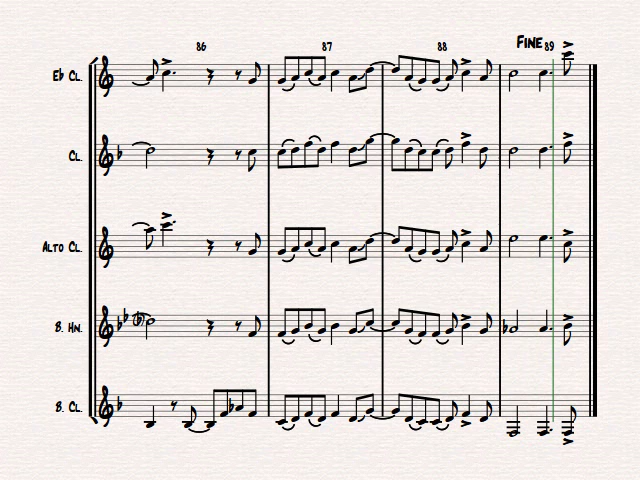 86 87 88 FINE 89
E♭ CL.
CL.
ALTO CL.
B. HN.
B. CL.